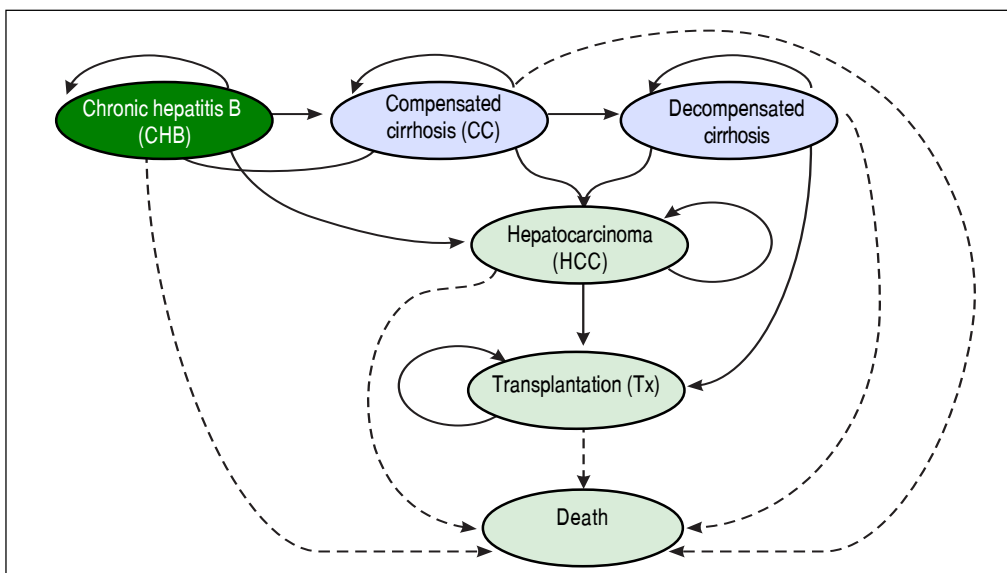 Chronic hepatitis B
(CHB)
Compensated
cirrhosis (CC)
Decompensated
cirrhosis
Hepatocarcinoma
(HCC)
Transplantation (Tx)
Death